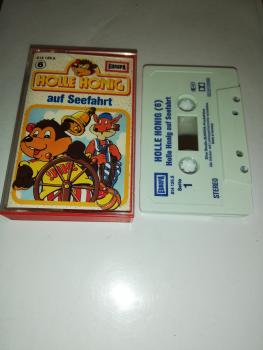 6
EUROPA
HOLLE HONIG
auf Seefahrt
EUROPA
HOLLE HONIG (6)
Holle Honig auf Seefahrt
Seite
1
STEREO